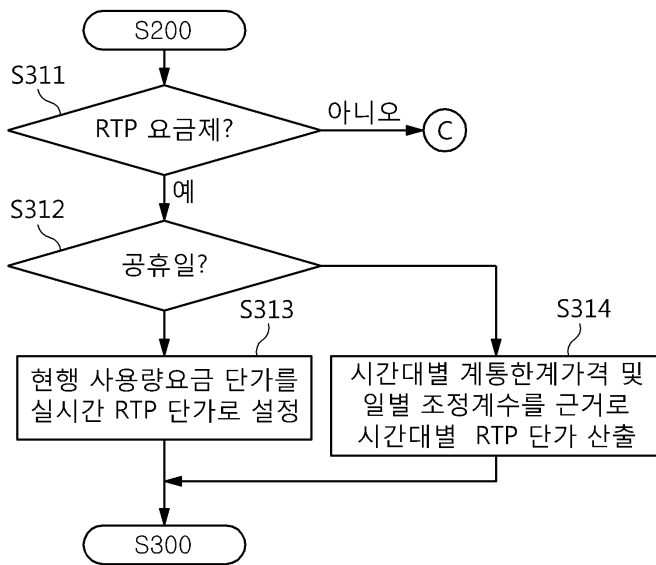 S200
S311
RTP 요금제?
아니오
C
예
S312
공휴일?
S313
현행 사용량요금 단가를
실시간 RTP 단가로 설정
S314
시간대별 계통한계가격 및
일별 조정계수를 근거로
시간대별 RTP 단가 산출
S300